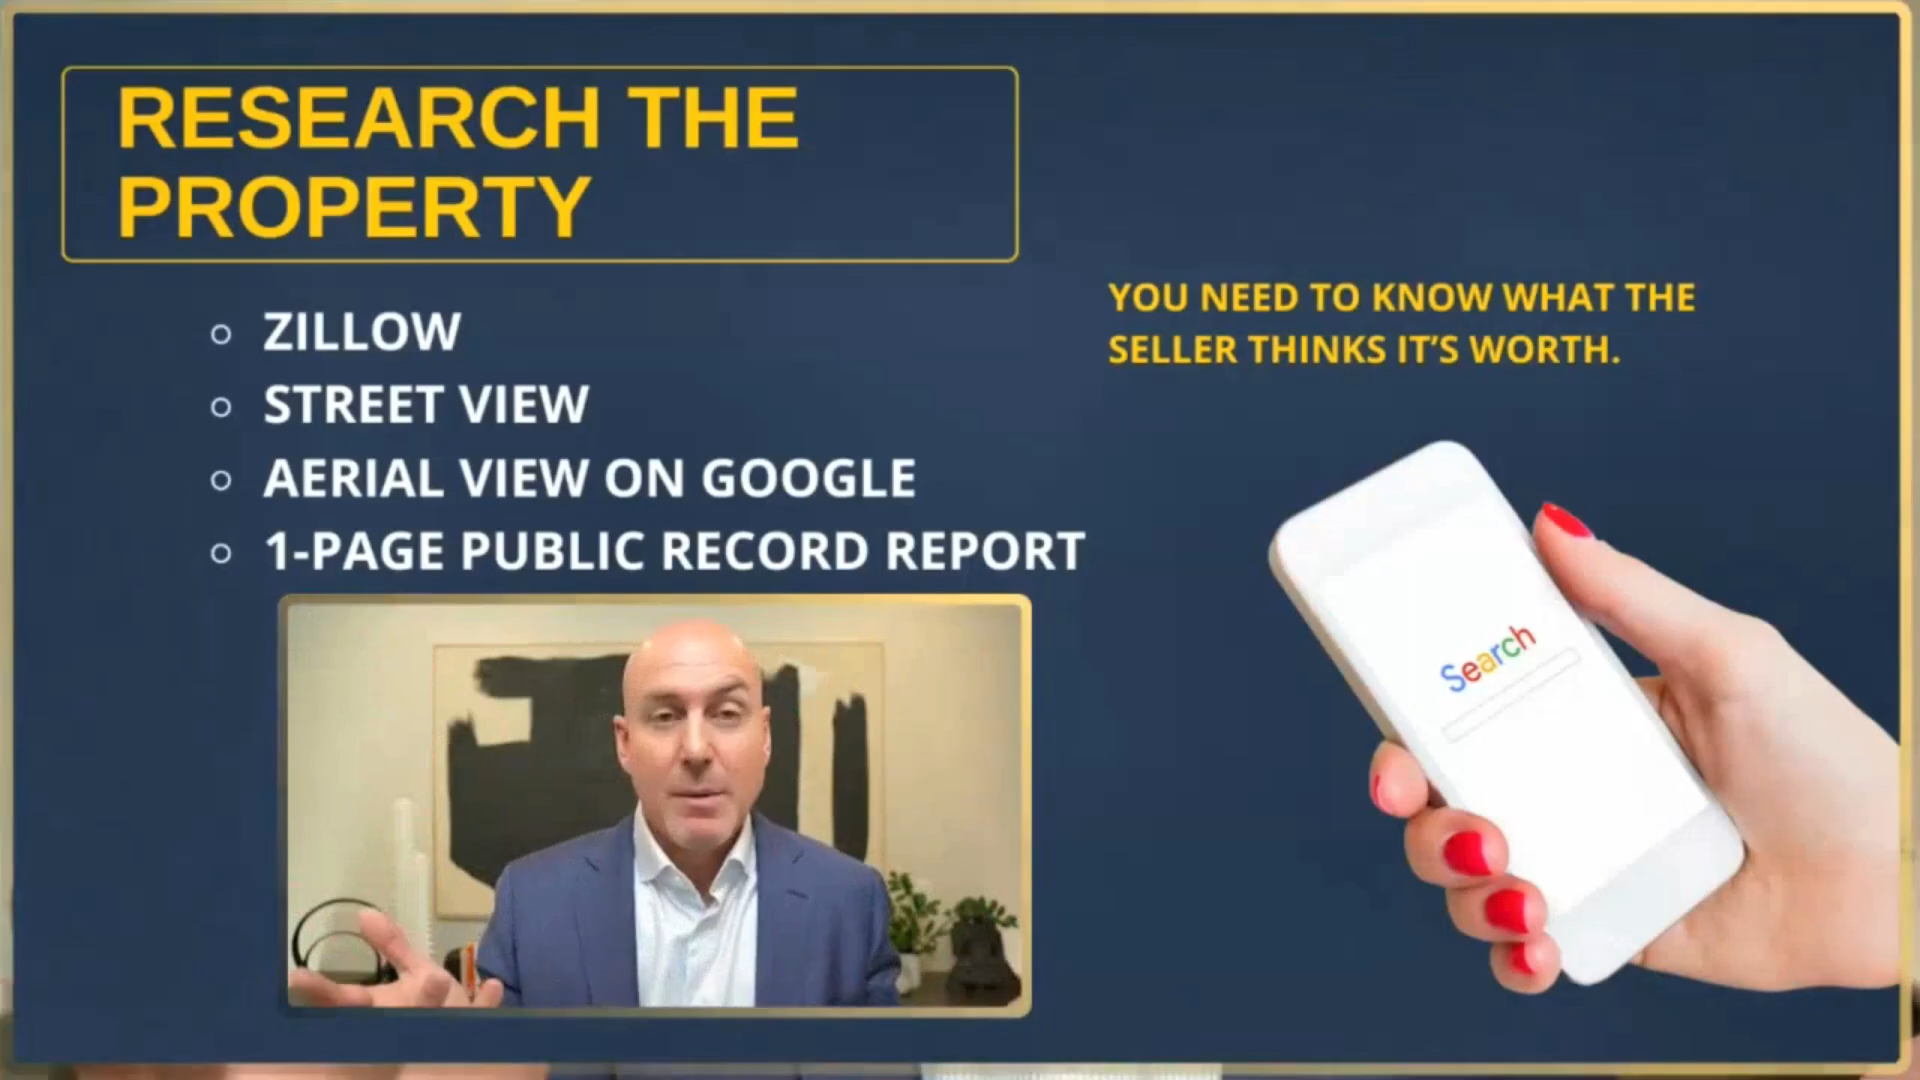 RESEARCH THE
PROPERTY
ZILLOW
STREET VIEW
AERIAL VIEW ON GOOGLE
1-PAGE PUBLIC RECORD REPORT
YOU NEED TO KNOW WHAT THE
SELLER THINKS IT’S WORTH.
Search